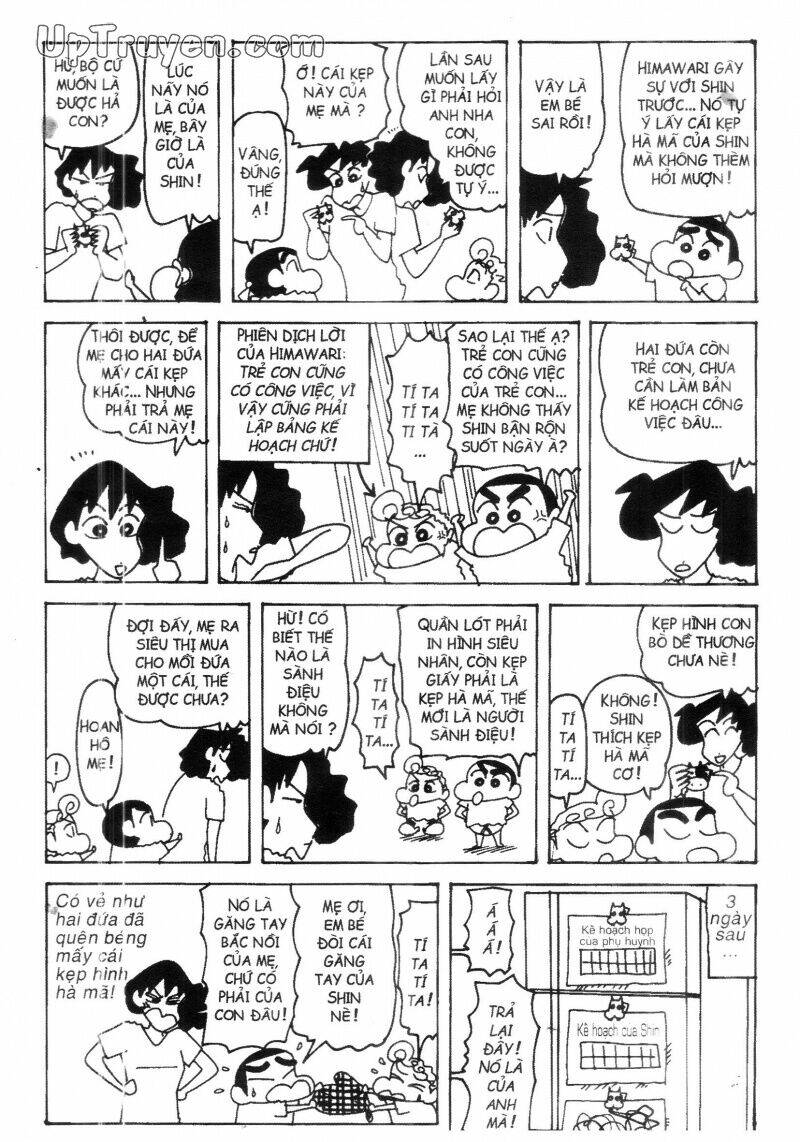 UpTruyen.com
HIMAWARI GÂY
SỰ VỚI SHIN
TRƯỚC... NÓ TỰ
Ý LẤY CÁI KẸP
HÀ MÃ CỦA SHIN
MÀ KHÔNG THÈM
HỎI MƯỢN!
VẬY LÀ
EM BÉ
SAI RỒI!
LẦN SAU
MUỐN LẤY
GÌ PHẢI HỎI
ANH NHA
CON,
KHÔNG
ĐƯỢC
TỰ Ý...
Ớ! CÁI KẸP
NÀY CỦA
MẸ MÀ ?
VÂNG,
ĐÚNG
THẾ
Ạ!
LÚC
NÃY NÓ
LÀ CỦA
MẸ, BÂY
GIỜ LÀ
CỦA
SHIN!
HỪ, BỘ CỨ
MUỐN LÀ
ĐƯỢC HẢ
CON?
HAI ĐỨA CÒN
TRẺ CON, CHƯA
CẦN LÀM BẢN
KẾ HOẠCH CÔNG
VIỆC ĐÂU...
SAO LẠI THẾ Ạ?
TRẺ CON CŨNG
CÓ CÔNG VIỆC
CỦA TRẺ CON...
MẸ KHÔNG THẤY
SHIN BẬN RỘN
SUỐT NGÀY À?
TÍ TA
TÍ TA
TI TÀ
...
PHIÊN DỊCH LỜI
CỦA HIMAWARI:
TRẺ CON CŨNG
CÓ CÔNG VIỆC, VÌ
VẬY CŨNG PHẢI
LẬP BẢNG KẾ
HOẠCH CHỨ!
THÔI ĐƯỢC, ĐỂ
MẸ CHO HAI ĐỨA
MẤY CÁI KẸP
KHÁC... NHƯNG
PHẢI TRẢ MẸ
CÁI NÀY!
KẸP HÌNH CON
BÒ DỄ THƯƠNG
CHƯA NÈ!
KHÔNG!
SHIN
THÍCH KẸP
HÀ MÃ
CƠ!
TÍ
TA
TÍ
TA...
QUẦN LÓT PHẢI
IN HÌNH SIÊU
NHÂN, CÒN KẸP
GIẤY PHẢI LÀ
KẸP HÀ MÃ, THẾ
MỚI LÀ NGƯỜI
SÀNH ĐIỆU!
TÍ
TA
TÍ
TA...
HỪ! CÓ
BIẾT THẾ
NÀO LÀ
SÀNH
ĐIỆU
KHÔNG
MÀ NÓI ?
ĐỢI ĐẤY, MẸ RA
SIÊU THỊ MUA
CHO MỖI ĐỨA
MỘT CÁI, THẾ
ĐƯỢC CHƯA?
HOAN
HÔ
MẸ!
!
3
ngày
sau
...
Kế hoạch họp
của phụ huynh
Kế hoạch của Shin
Á
Á
Á!
TRẢ
LẠI
ĐÂY!
NÓ LÀ
CỦA
ANH
MÀ!
TÍ
TA
TÍ
TA!
MẸ ƠI,
EM BÉ
ĐÒI CÁI
GĂNG
TAY CỦA
SHIN
NÈ!
NÓ LÀ
GĂNG TAY
BẮC NỒI
CỦA MẸ,
CHỨ CÓ
PHẢI CỦA
CON ĐÂU!
Có vẻ như
hai đứa đã
quên béng
mấy cái
kẹp hình
hà mã!